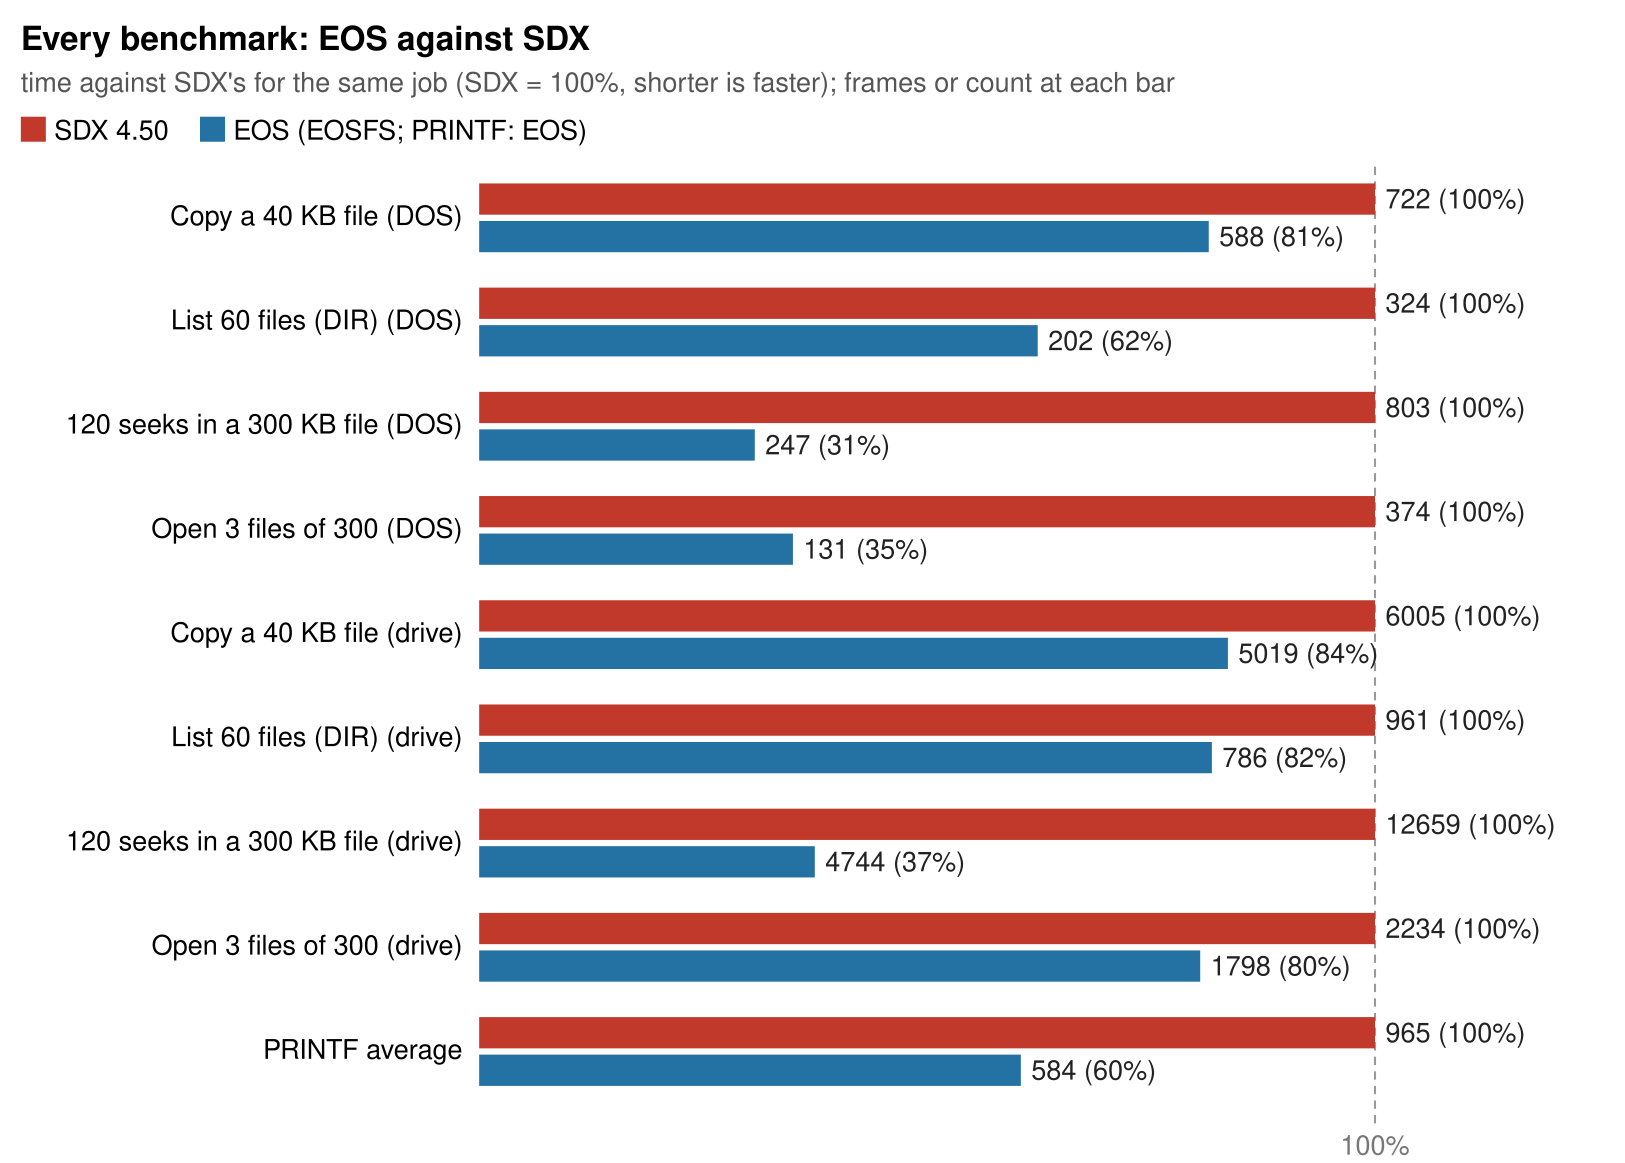 Every benchmark: EOS against SDX
time against SDX's for the same job (SDX = 100%, shorter is faster); frames or count at each bar
SDX 4.50 EOS (EOSFS; PRINTF: EOS)
Copy a 40 KB file (DOS)
722 (100%)
588 (81%)
List 60 files (DIR) (DOS)
324 (100%)
202 (62%)
120 seeks in a 300 KB file (DOS)
803 (100%)
247 (31%)
Open 3 files of 300 (DOS)
374 (100%)
131 (35%)
Copy a 40 KB file (drive)
6005 (100%)
5019 (84%)
List 60 files (DIR) (drive)
961 (100%)
786 (82%)
120 seeks in a 300 KB file (drive)
12659 (100%)
4744 (37%)
Open 3 files of 300 (drive)
2234 (100%)
1798 (80%)
PRINTF average
965 (100%)
584 (60%)
100%